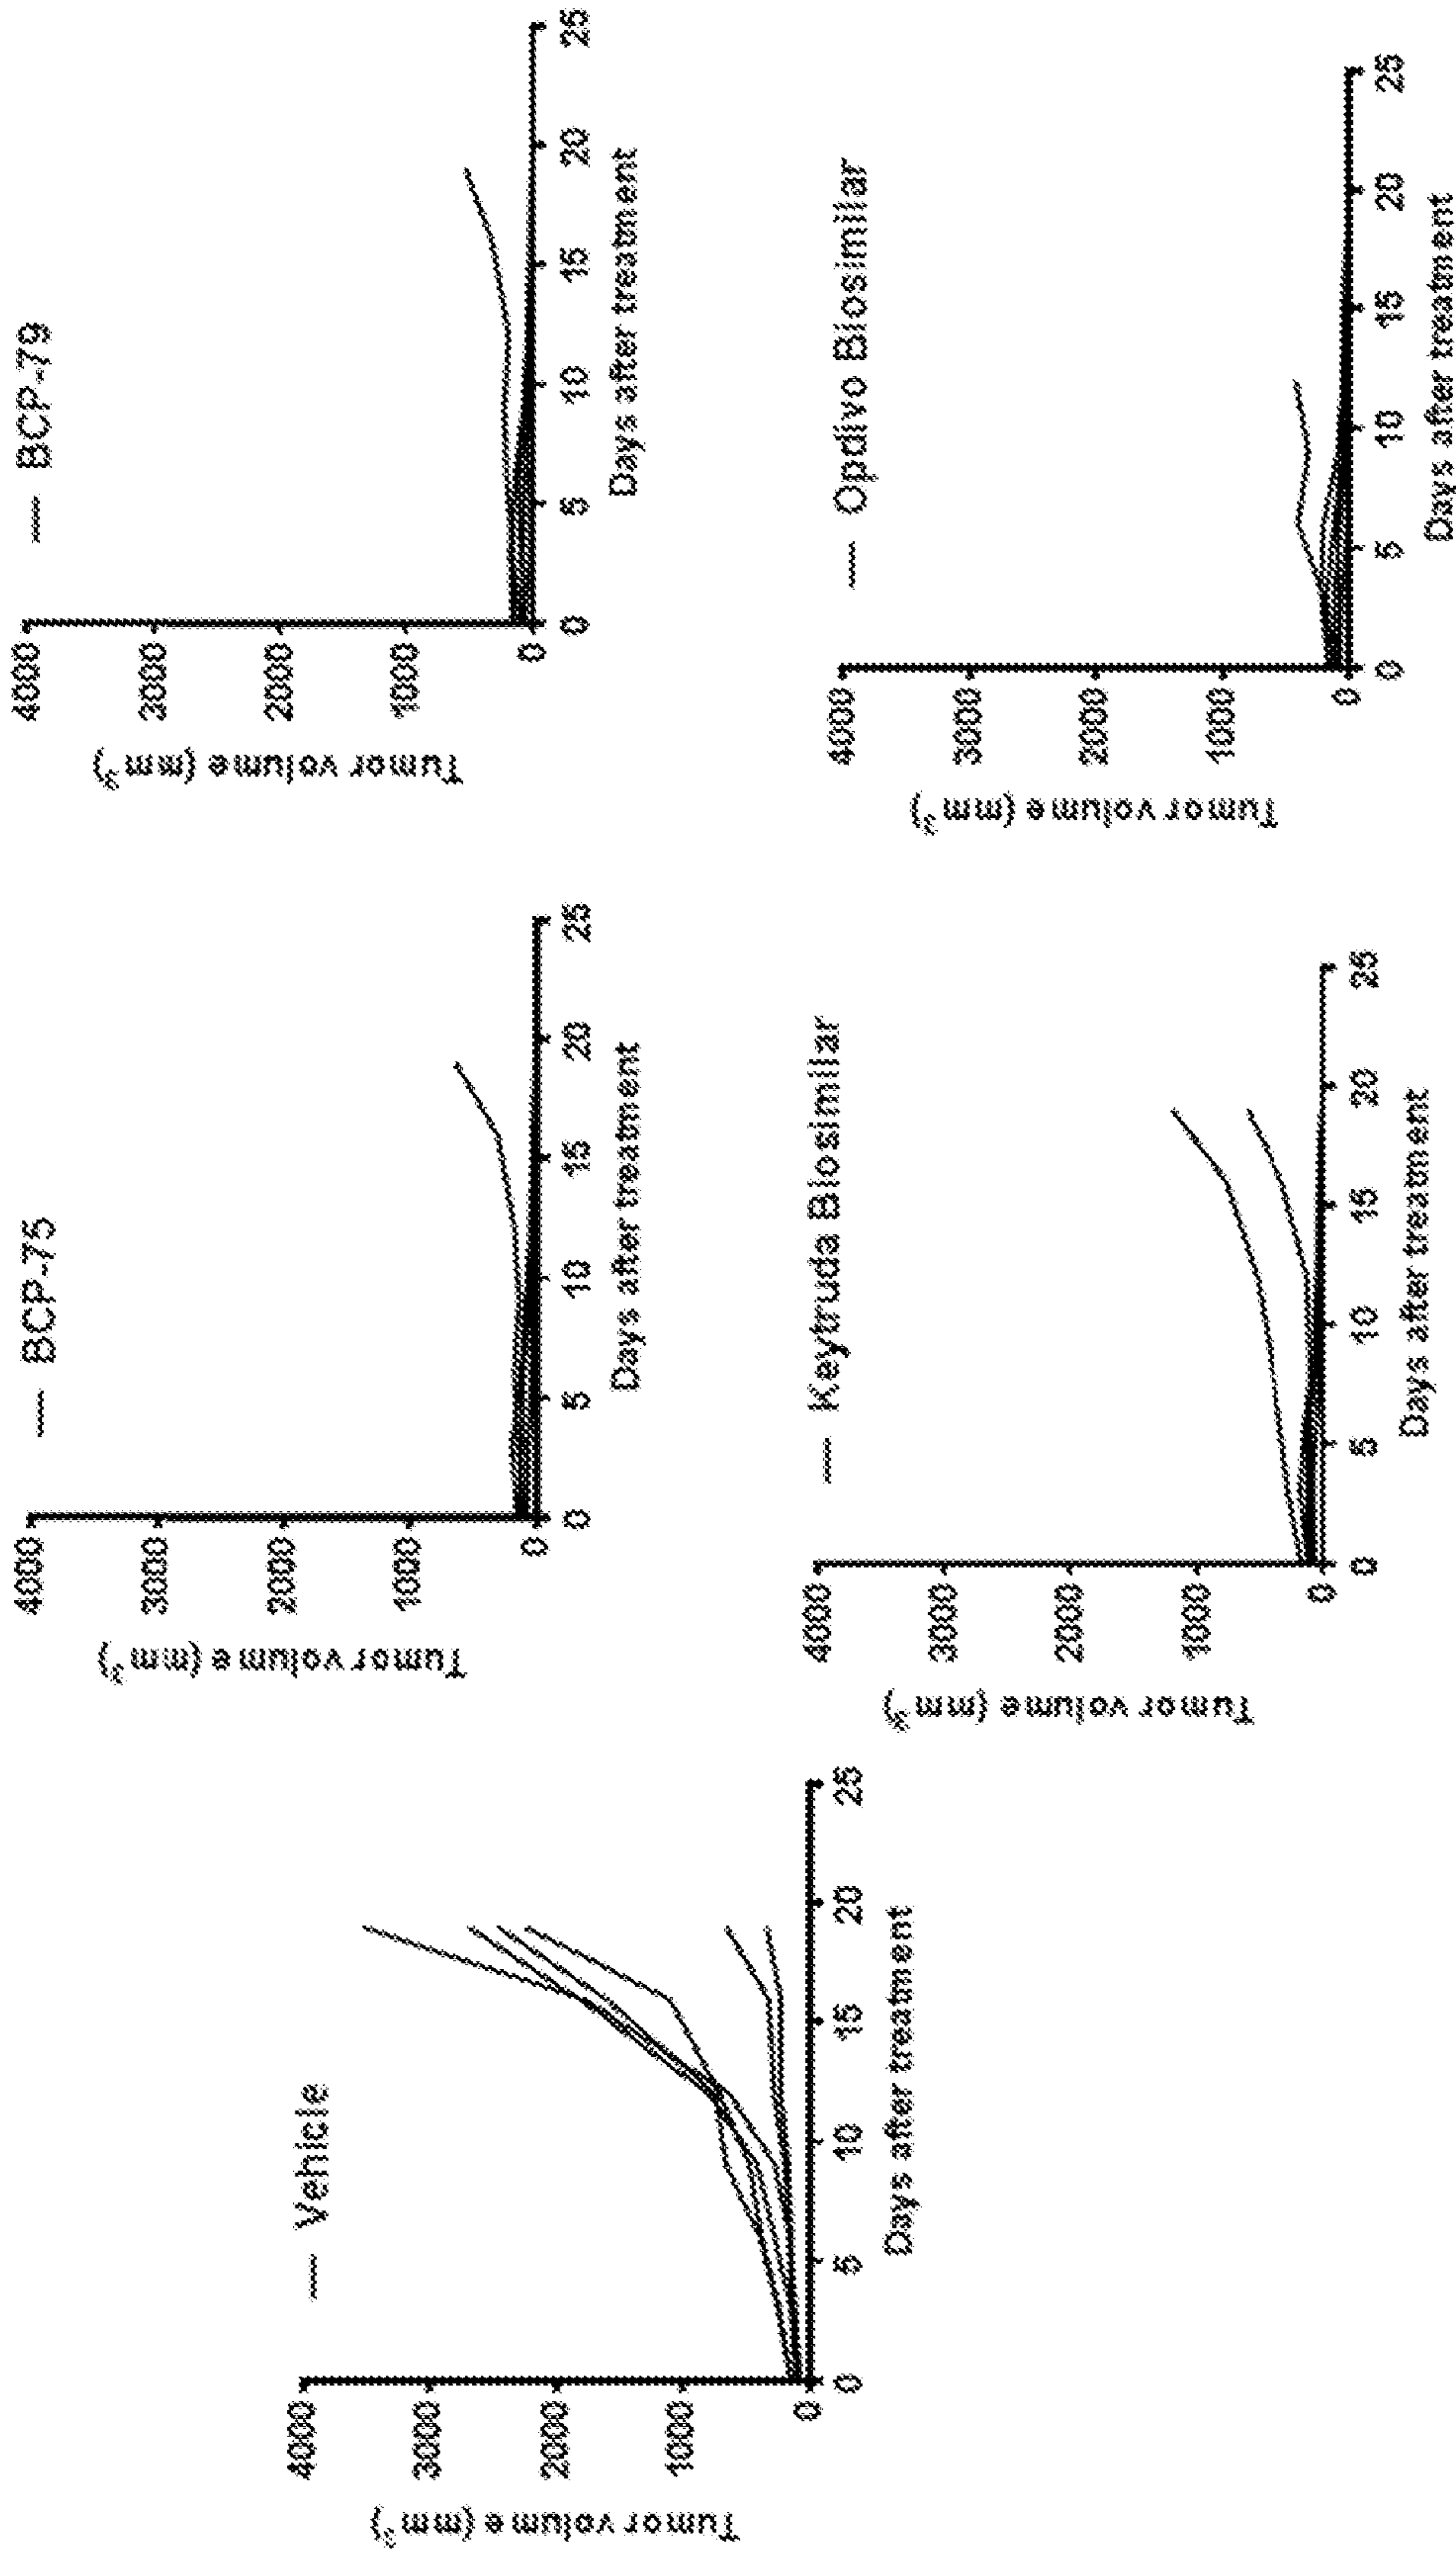 Vehicle
Tumor volume (mm³)
4000
3000
2000
1000
0
0 5 10 15 20 25
Days after treatment
BCP-75
Tumor volume (mm³)
4000
3000
2000
1000
0
0 5 10 15 20 25
Days after treatment
BCP-79
Tumor volume (mm³)
4000
3000
2000
1000
0
0 5 10 15 20 25
Days after treatment
Keytruda Biosimilar
Tumor volume (mm³)
4000
3000
2000
1000
0
0 5 10 15 20 25
Days after treatment
Opdivo Biosimilar
Tumor volume (mm³)
4000
3000
2000
1000
0
0 5 10 15 20 25
Days after treatment